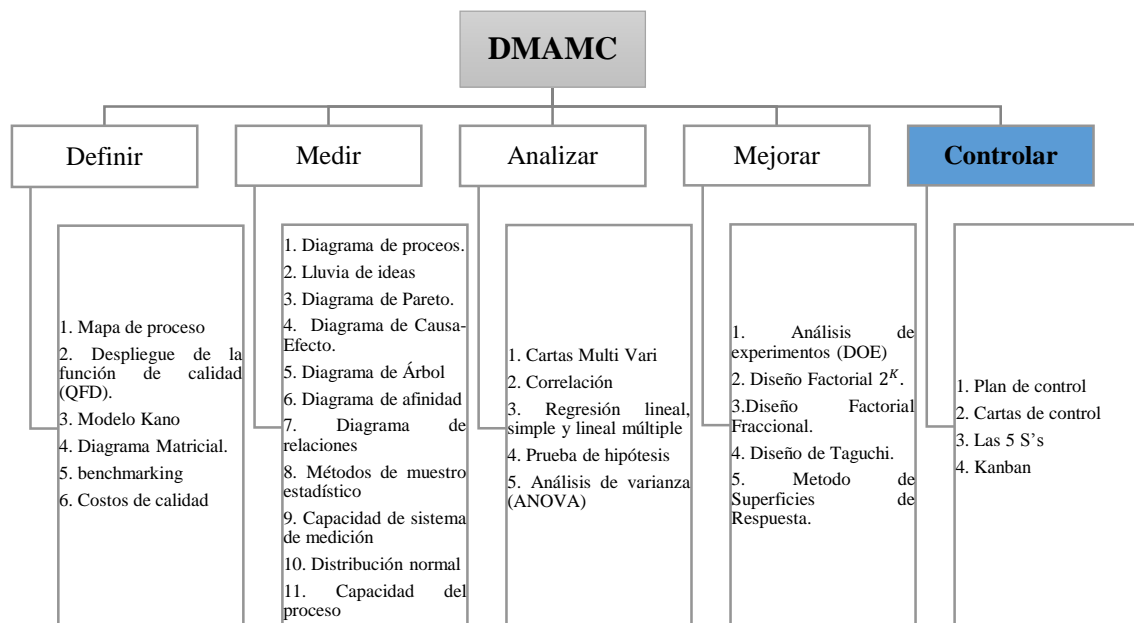 DMAMC
Definir
Medir
Analizar
Mejorar
Controlar
1. Mapa de proceso
2. Despliegue de la
función de calidad
(QFD).
3. Modelo Kano
4. Diagrama Matricial.
5. benchmarking
6. Costos de calidad
1. Diagrama de proceos.
2. Lluvia de ideas
3. Diagrama de Pareto.
4. Diagrama de Causa-
Efecto.
5. Diagrama de Árbol
6. Diagrama de afinidad
7. Diagrama de
relaciones
8. Métodos de muestro
estadístico
9. Capacidad de sistema
de medición
10. Distribución normal
11. Capacidad del
proceso
1. Cartas Multi Vari
2. Correlación
3. Regresión lineal,
simple y lineal múltiple
4. Prueba de hipótesis
5. Análisis de varianza
(ANOVA)
1. Análisis de
experimentos (DOE)
2. Diseño Factorial 2^K.
3.Diseño Factorial
Fraccional.
4. Diseño de Taguchi.
5. Metodo de
Superficies de
Respuesta.
1. Plan de control
2. Cartas de control
3. Las 5 S’s
4. Kanban